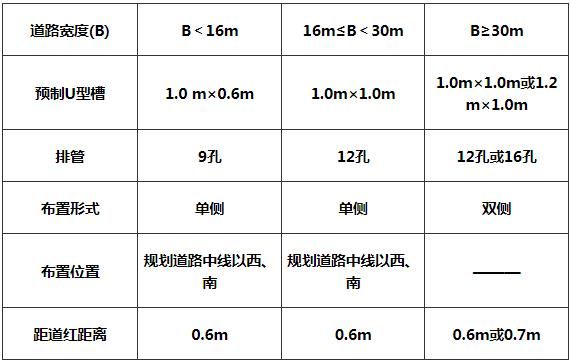 道路宽度(B) B＜16m 16m≤B＜30m B≥30m
预制U型槽 1.0 m×0.6m 1.0m×1.0m 1.0m×1.0m或1.2
m×1.0m
排管 9孔 12孔 12孔或16孔
布置形式 单侧 单侧 双侧
布置位置 规划道路中线以西、
南 规划道路中线以西、
南 ———
距道红距离 0.6m 0.6m 0.6m或0.7m